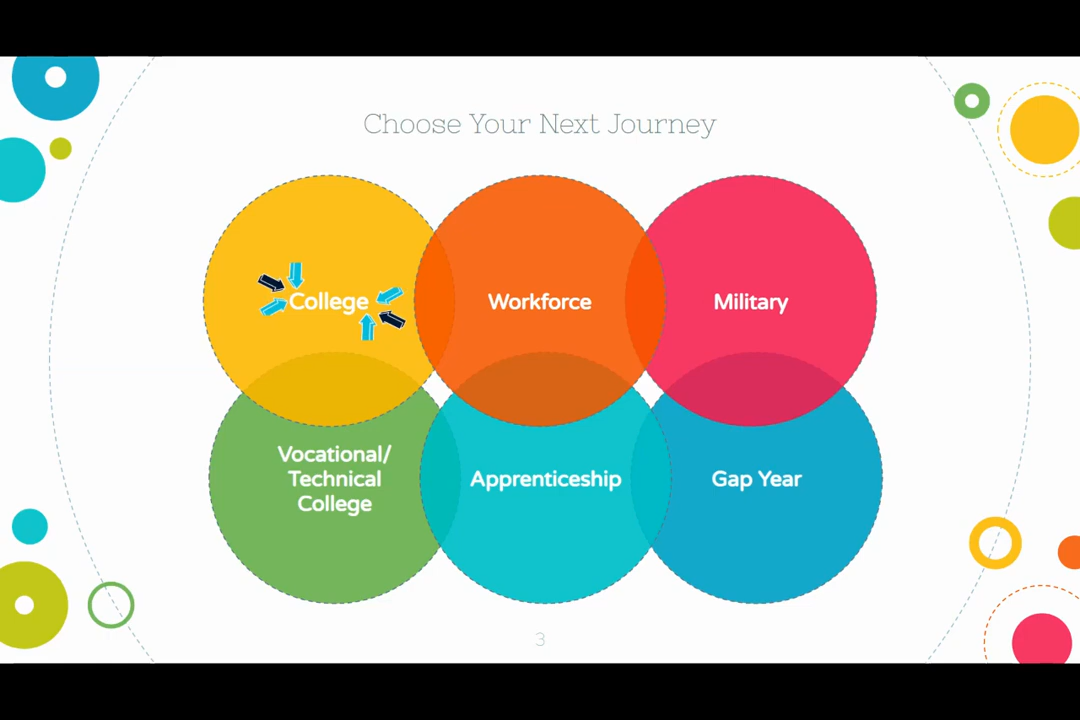 Choose Your Next Journey
College
Workforce
Military
Vocational/
Technical
College
Apprenticeship
Gap Year
3